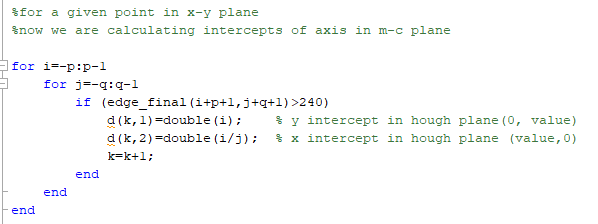 %for a given point in x-y plane
%now we are calculating intercepts of axis in m-c plane
for i=-p:p-1
for j=-q:q-1
if (edge_final(i+p+1,j+q+1)>240)
d(k,1)=double(i); % y intercept in hough plane(0, value)
d(k,2)=double(i/j); % x intercept in hough plane (value,0)
k=k+1;
end
end
end